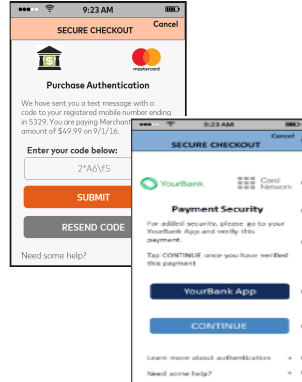 9:23 AM
Cancel
SECURE CHECKOUT
mastercard
Purchase Authentication
We have sent you a text message with a
code to your registered mobile number ending
in 5329. You are paying Merchant
amount of $49.99 on 9/1/16.
Enter your code below:
2*A6\f5
SUBMIT
RESEND CODE
Need some help?
9:23 AM
Cancel
SECURE CHECKOUT
YourBank
Card
Network
Payment Security
For added security, please go to your
YourBank App and verify this
payment.
Tap CONTINUE once you have verified
this payment
YourBank App
CONTINUE
Learn more about authentication
Need some help?